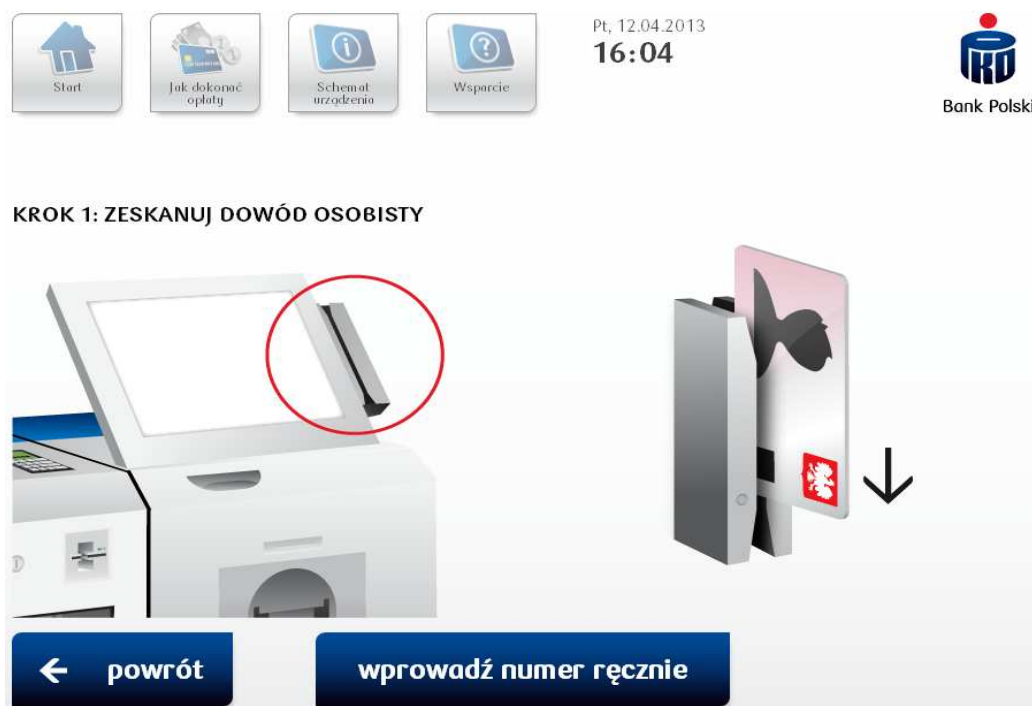 Start
Jak dokonać
opłaty
Schemat
urządzenia
Wsparcie
Pt, 12.04.2013
16:04
PKO
Bank Polski
KROK 1: ZESKANUJ DOWÓD OSOBISTY
← powrót
wprowadź numer ręcznie